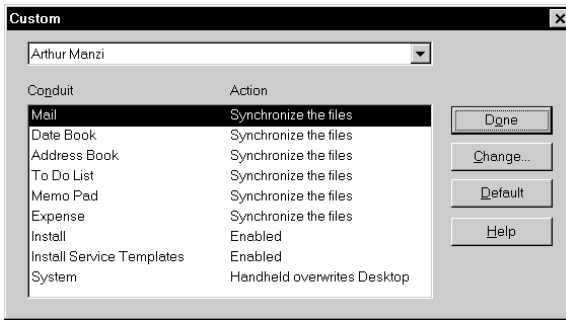 Custom
Arthur Manzi
Conduit Action
Mail Synchronize the files
Date Book Synchronize the files
Address Book Synchronize the files
To Do List Synchronize the files
Memo Pad Synchronize the files
Expense Synchronize the files
Install Enabled
Install Service Templates Enabled
System Handheld overwrites Desktop
Done
Change...
Default
Help